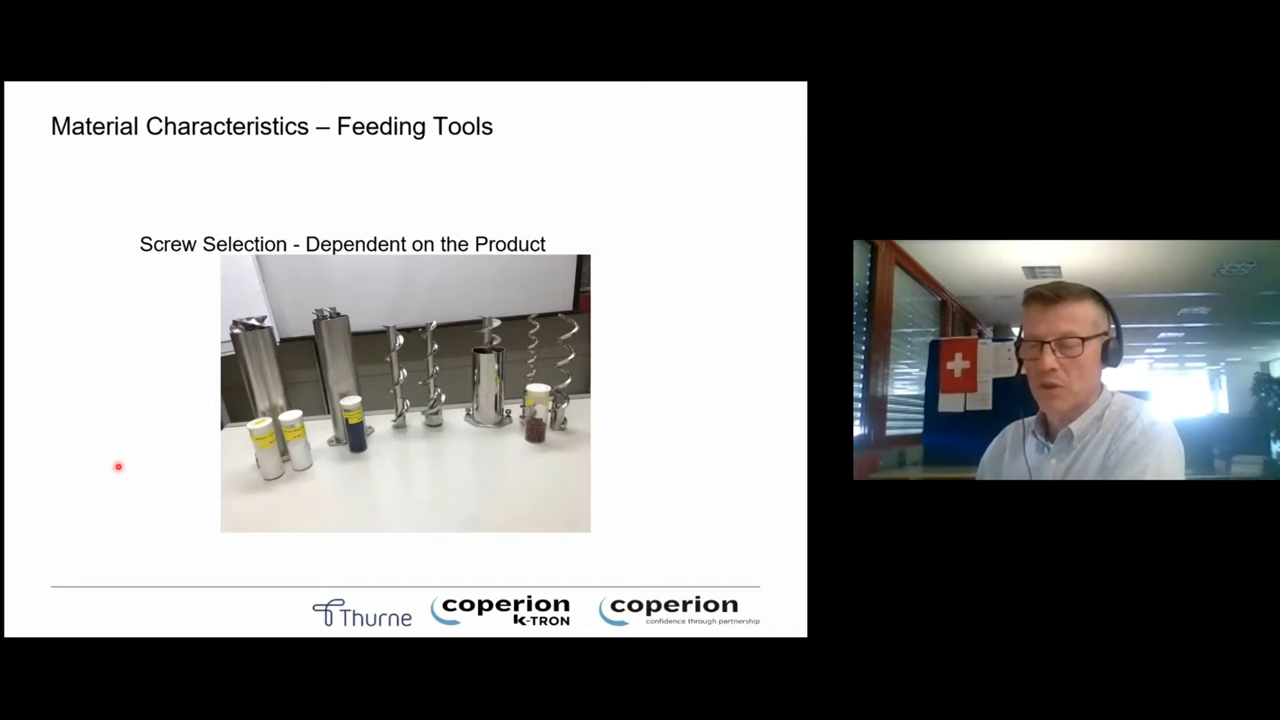 Material Characteristics – Feeding Tools
Screw Selection - Dependent on the Product
Thurne
coperion
K-TRON
coperion
confidence through partnership